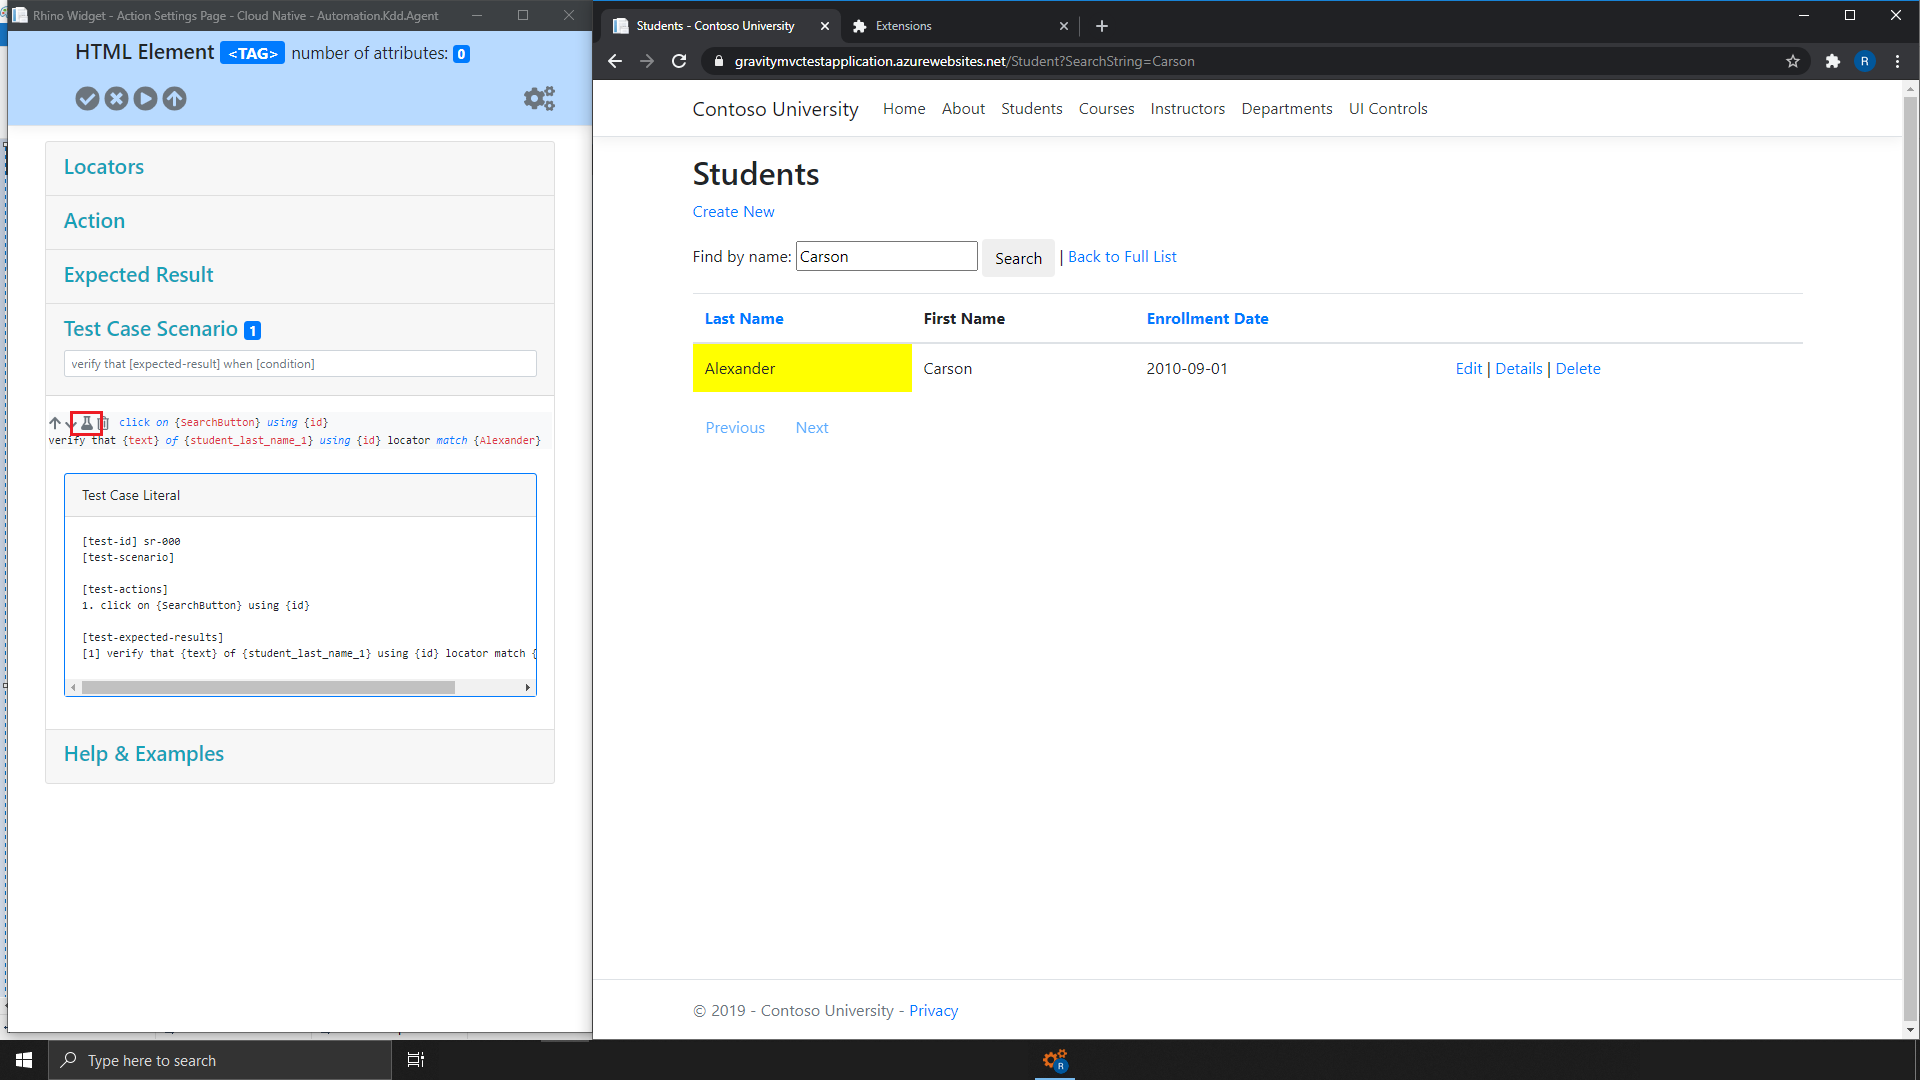 Rhino Widget - Action Settings Page - Cloud Native - Automation.Kdd.Agent
HTML Element <TAG> number of attributes: 0
Locators
Action
Expected Result
Test Case Scenario 1
verify that [expected-result] when [condition]
click on {SearchButton} using {id}
verify that {text} of {student_last_name_1} using {id} locator match {Alexander}
Test Case Literal
[test-id] sr-000
[test-scenario]
[test-actions]
1. click on {SearchButton} using {id}
[test-expected-results]
[1] verify that {text} of {student_last_name_1} using {id} locator match {
Help & Examples
Students - Contoso University
Extensions
gravitymvctestapplication.azurewebsites.net/Student?SearchString=Carson
R
Contoso University Home About Students Courses Instructors Departments UI Controls
Students
Create New
Find by name: Carson Search | Back to Full List
Last Name First Name Enrollment Date
Alexander Carson 2010-09-01 Edit | Details | Delete
Previous Next
© 2019 - Contoso University - Privacy
Type here to search
R